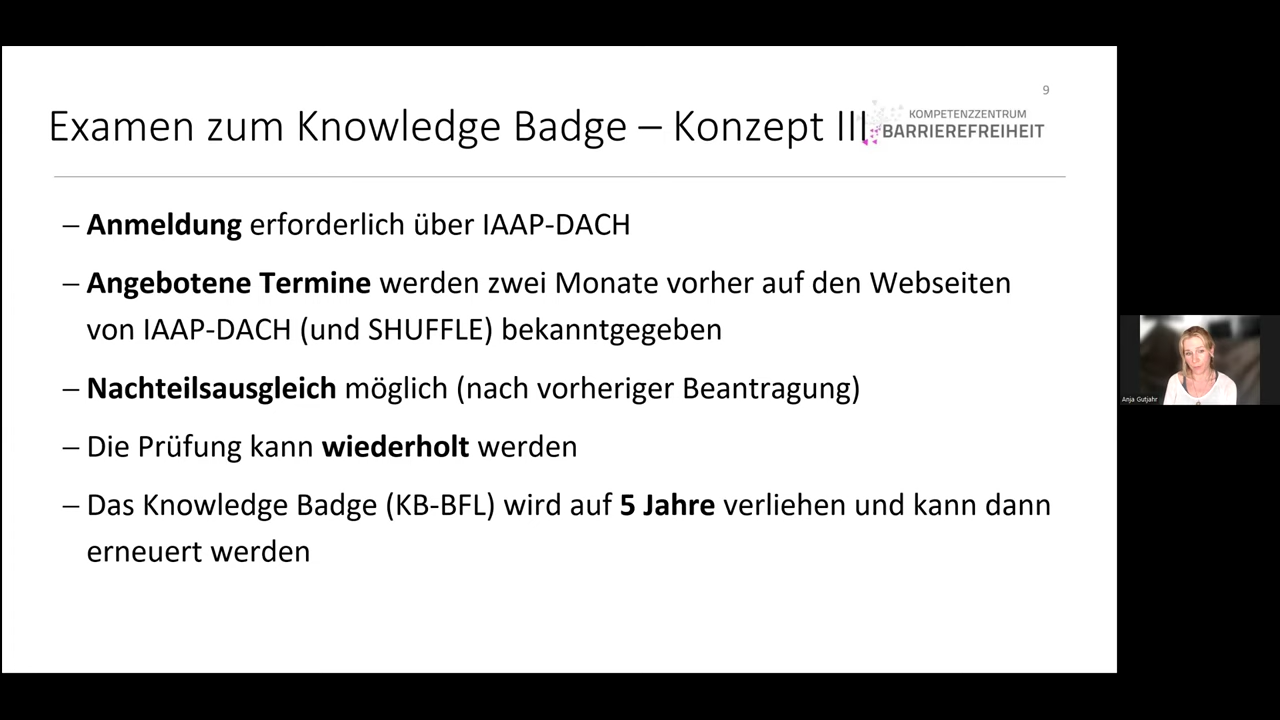 9
Examen zum Knowledge Badge – Konzept III
KOMPETENZZENTRUM
BARRIEREFREIHEIT
– Anmeldung erforderlich über IAAP-DACH
– Angebotene Termine werden zwei Monate vorher auf den Webseiten
von IAAP-DACH (und SHUFFLE) bekanntgegeben
– Nachteilsausgleich möglich (nach vorheriger Beantragung)
– Die Prüfung kann wiederholt werden
– Das Knowledge Badge (KB-BFL) wird auf 5 Jahre verliehen und kann dann
erneuert werden
Anja Gutjahr